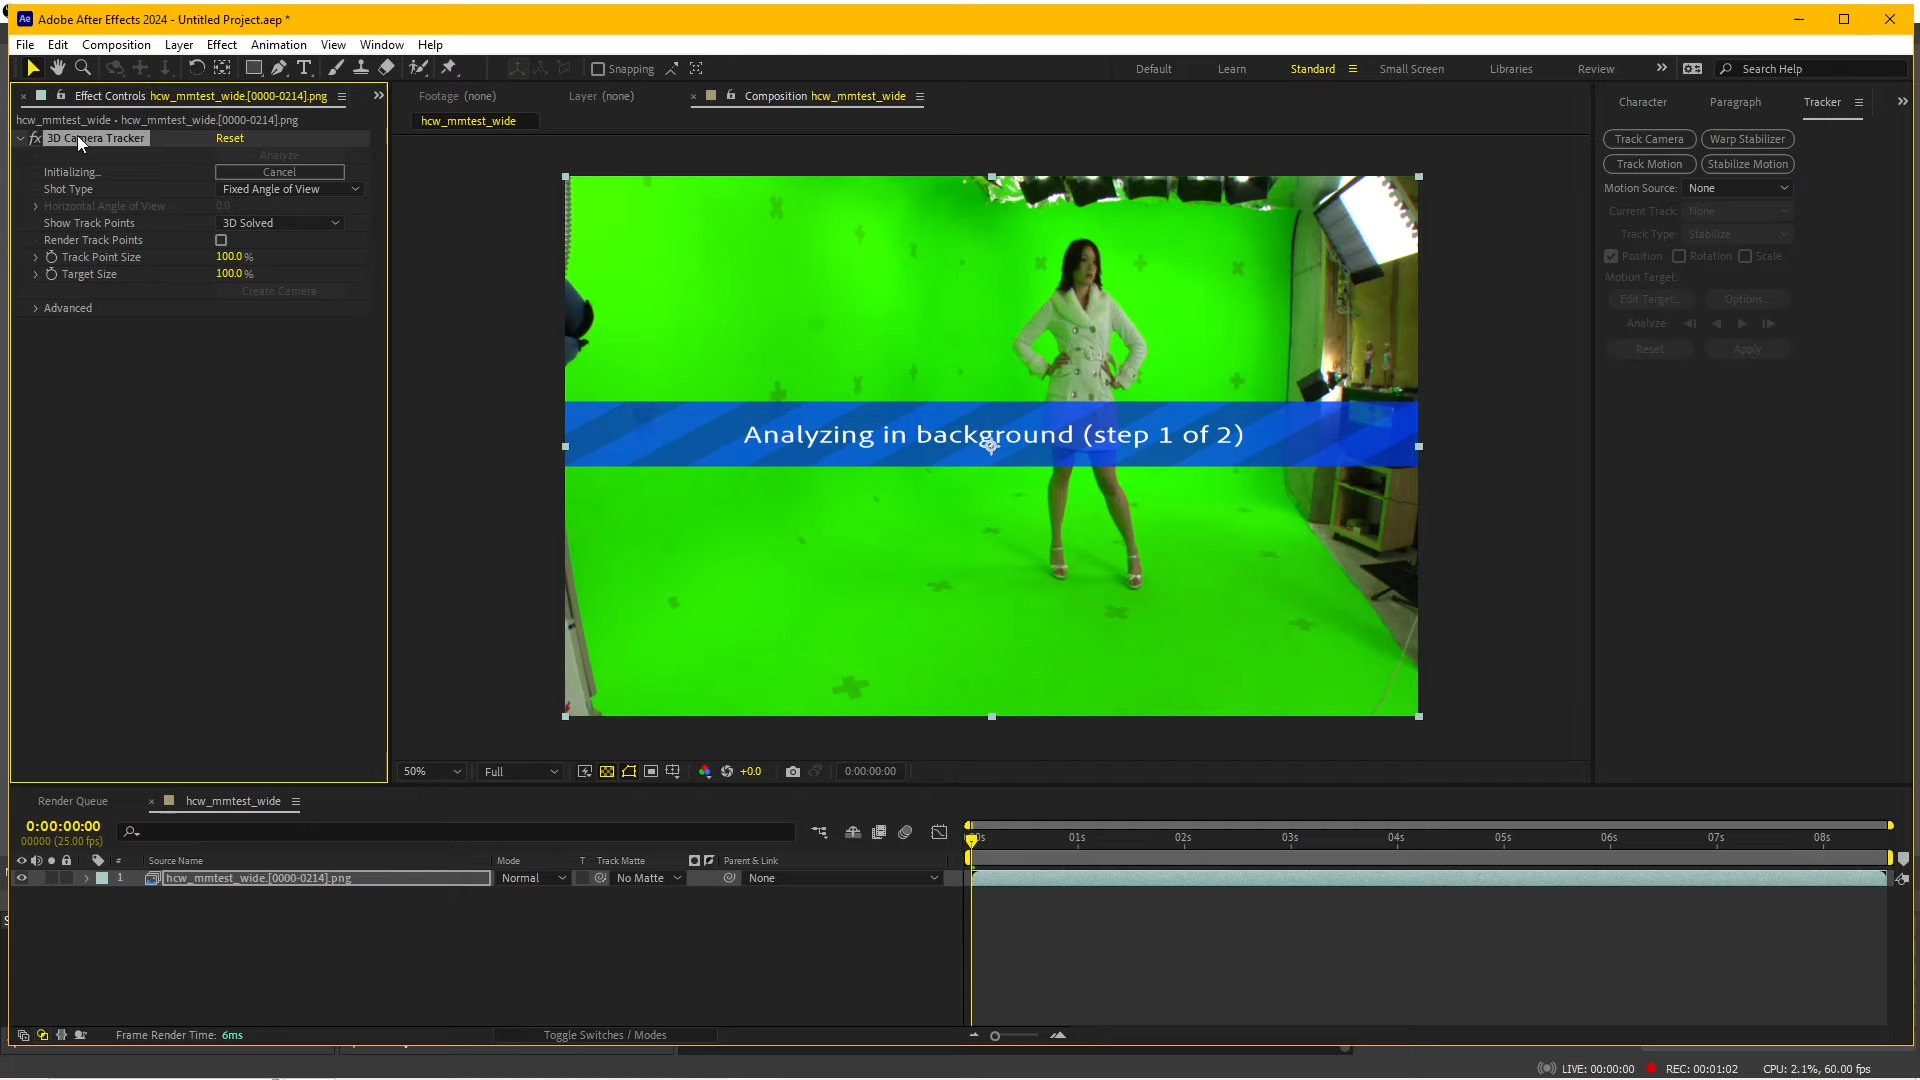 Adobe After Effects 2024 - Untitled Project.aep *
File Edit Composition Layer Effect Animation View Window Help
Snapping
Default Learn Standard Small Screen Libraries Review Search Help
Effect Controls hcw_mmtest_wide.[0000-0214].png
Footage (none)
Layer (none)
Composition hcw_mmtest_wide
Character
Paragraph
Tracker
hcw_mmtest_wide • hcw_mmtest_wide.[0000-0214].png
hcw_mmtest_wide
3D Camera Tracker Reset
Analyze
Initializing... Cancel
Shot Type Fixed Angle of View
Horizontal Angle of View 0.0
Show Track Points 3D Solved
Render Track Points
Track Point Size 100.0 %
Target Size 100.0 %
Create Camera
Advanced
Track Camera Warp Stabilizer
Track Motion Stabilize Motion
Motion Source: None
Current Track: None
Track Type: Stabilize
Position Rotation Scale
Motion Target:
Edit Target... Options...
Analyze:
Reset Apply
Analyzing in background (step 1 of 2)
50% Full +0.0 0:00:00:00
Render Queue
hcw_mmtest_wide
0:00:00:00
00000 (25.00 fps)
01s 02s 03s 04s 05s 06s 07s 08s
# Source Name Mode T Track Matte Parent & Link
1 hcw_mmtest_wide.[0000-0214].png Normal No Matte None
Frame Render Time: 6ms
Toggle Switches / Modes
LIVE: 00:00:00 REC: 00:01:02 CPU: 2.1%, 60.00 fps